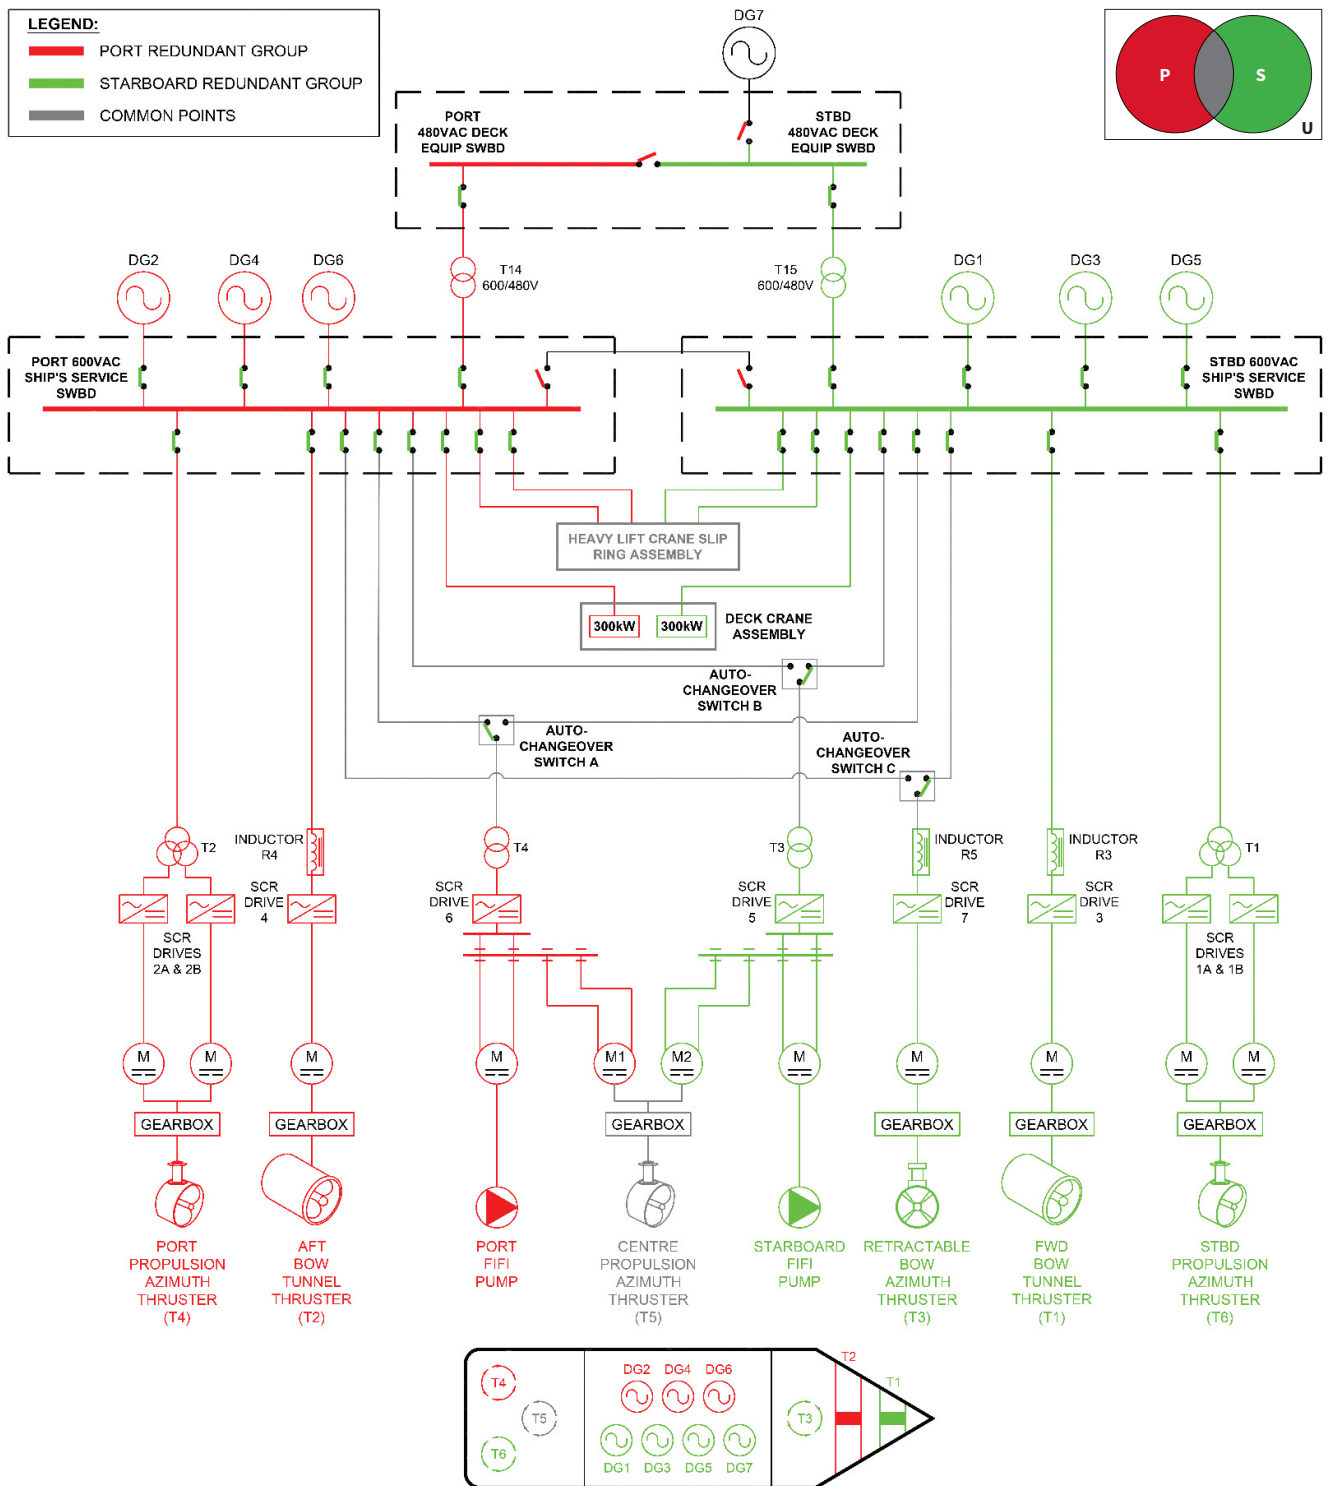 LEGEND:
PORT REDUNDANT GROUP
STARBOARD REDUNDANT GROUP
COMMON POINTS
DG7
P
S
U
PORT
480VAC DECK
EQUIP SWBD
STBD
480VAC DECK
EQUIP SWBD
DG2
DG4
DG6
T14
600/480V
T15
600/480V
DG1
DG3
DG5
PORT 600VAC
SHIP'S SERVICE
SWBD
STBD 600VAC
SHIP'S SERVICE
SWBD
HEAVY LIFT CRANE SLIP
RING ASSEMBLY
300kW
300kW
DECK CRANE
ASSEMBLY
AUTO-
CHANGEOVER
SWITCH B
AUTO-
CHANGEOVER
SWITCH A
AUTO-
CHANGEOVER
SWITCH C
T2
INDUCTOR
R4
T4
T3
INDUCTOR
R5
INDUCTOR
R3
T1
SCR
DRIVE
4
SCR
DRIVE
6
SCR
DRIVE
5
SCR
DRIVE
7
SCR
DRIVE
3
SCR
DRIVES
2A & 2B
SCR
DRIVES
1A & 1B
M
M
M
M
M1
M2
M
M
M
M
M
GEARBOX
GEARBOX
GEARBOX
GEARBOX
GEARBOX
GEARBOX
PORT
PROPULSION
AZIMUTH
THRUSTER
(T4)
AFT
BOW
TUNNEL
THRUSTER
(T2)
PORT
FIFI
PUMP
CENTRE
PROPULSION
AZIMUTH
THRUSTER
(T5)
STARBOARD
FIFI
PUMP
RETRACTABLE
BOW
AZIMUTH
THRUSTER
(T3)
FWD
BOW
TUNNEL
THRUSTER
(T1)
STBD
PROPULSION
AZIMUTH
THRUSTER
(T6)
T4
T5
T6
DG2
DG4
DG6
DG1
DG3
DG5
DG7
T3
T2
T1